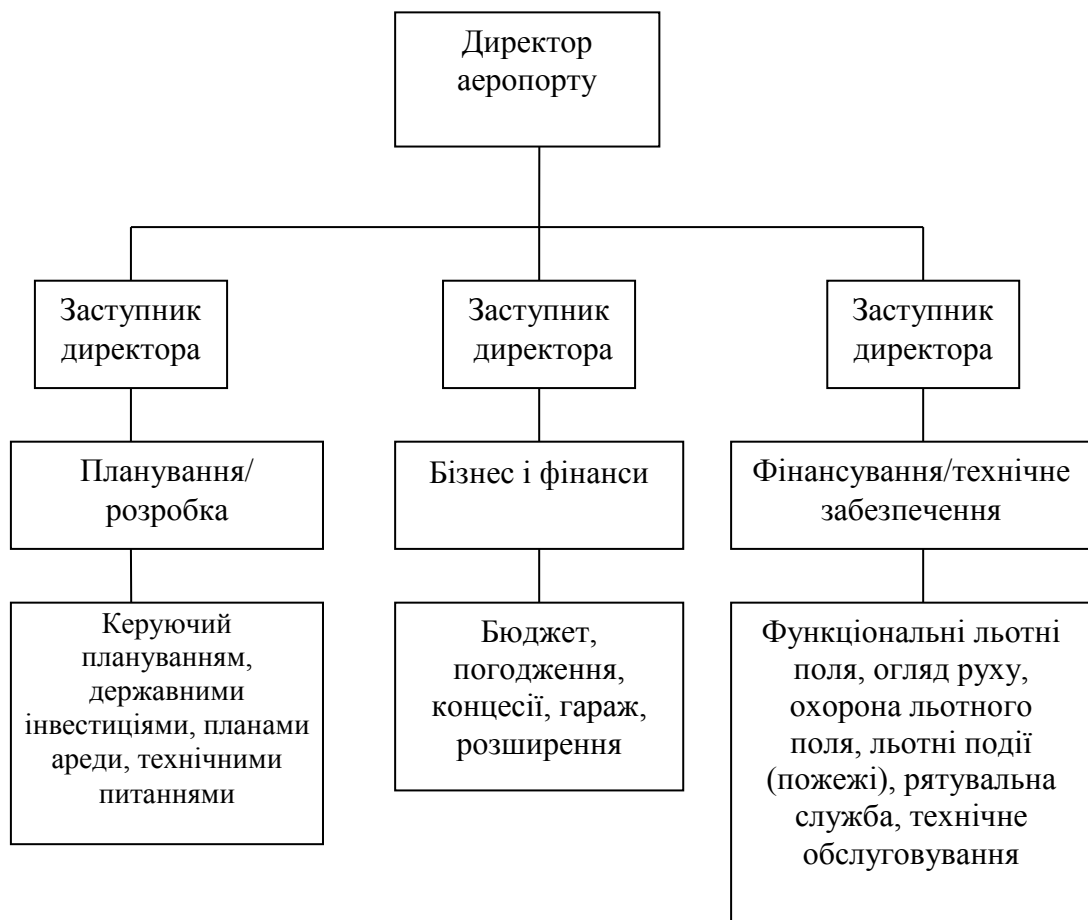 Директор
аеропорту
Заступник
директора
Заступник
директора
Заступник
директора
Планування/
розробка
Бізнес і фінанси
Фінансування/технічне
забезпечення
Керуючий
плануванням,
державними
інвестиціями, планами
ареди, технічними
питаннями
Бюджет,
погодження,
концесії, гараж,
розширення
Функціональні льотні
поля, огляд руху,
охорона льотного
поля, льотні події
(пожежі), рятувальна
служба, технічне
обслуговування